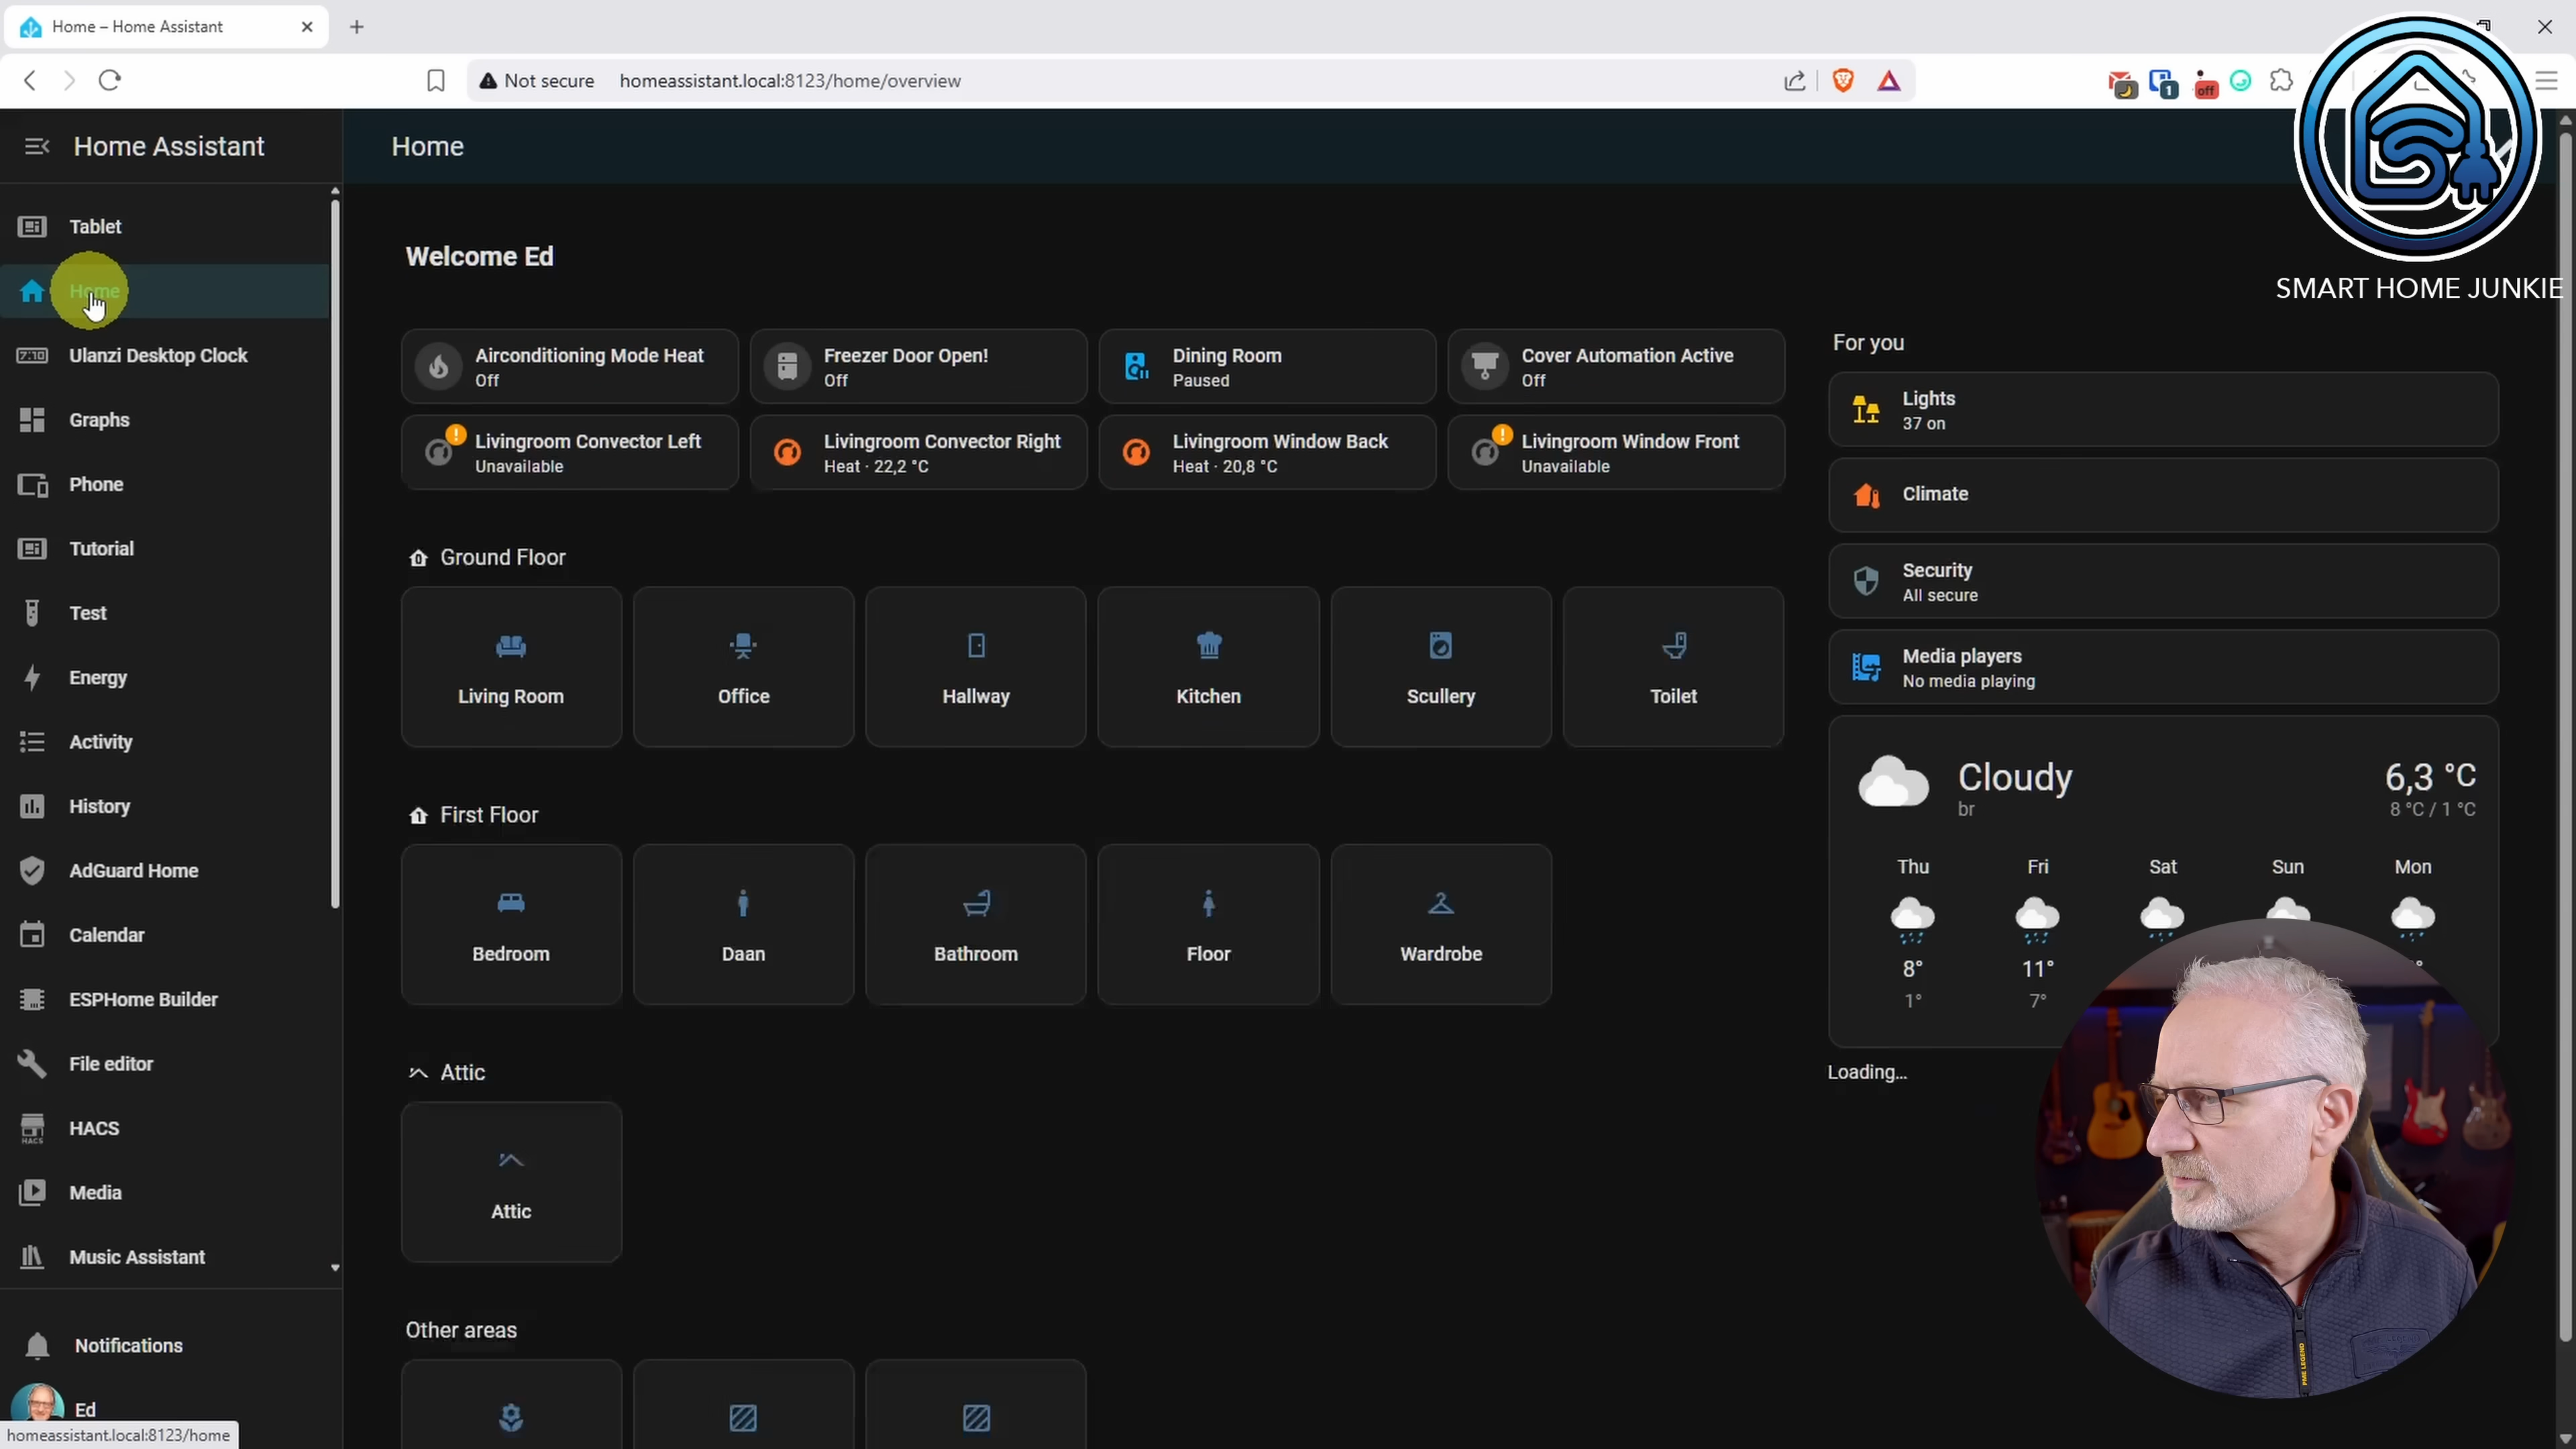 Home – Home Assistant
Not secure homeassistant.local:8123/home/overview
1
off
SMART HOME JUNKIE
Home Assistant
Tablet
Home
7:10
Ulanzi Desktop Clock
Graphs
Phone
Tutorial
Test
Energy
Activity
History
AdGuard Home
Calendar
ESPHome Builder
File editor
HACS
HACS
Media
Music Assistant
Notifications
Ed
homeassistant.local:8123/home
Home
Welcome Ed
Airconditioning Mode Heat
Off
Freezer Door Open!
Off
Dining Room
Paused
Cover Automation Active
Off
Livingroom Convector Left
Unavailable
Livingroom Convector Right
Heat · 22,2 °C
Livingroom Window Back
Heat · 20,8 °C
Livingroom Window Front
Unavailable
Ground Floor
Living Room
Office
Hallway
Kitchen
Scullery
Toilet
First Floor
Bedroom
Daan
Bathroom
Floor
Wardrobe
Attic
Attic
Other areas
For you
Lights
37 on
Climate
Security
All secure
Media players
No media playing
Cloudy
br
6,3 °C
8 °C / 1 °C
Thu Fri Sat Sun Mon
8° 11°
1° 7°
Loading...